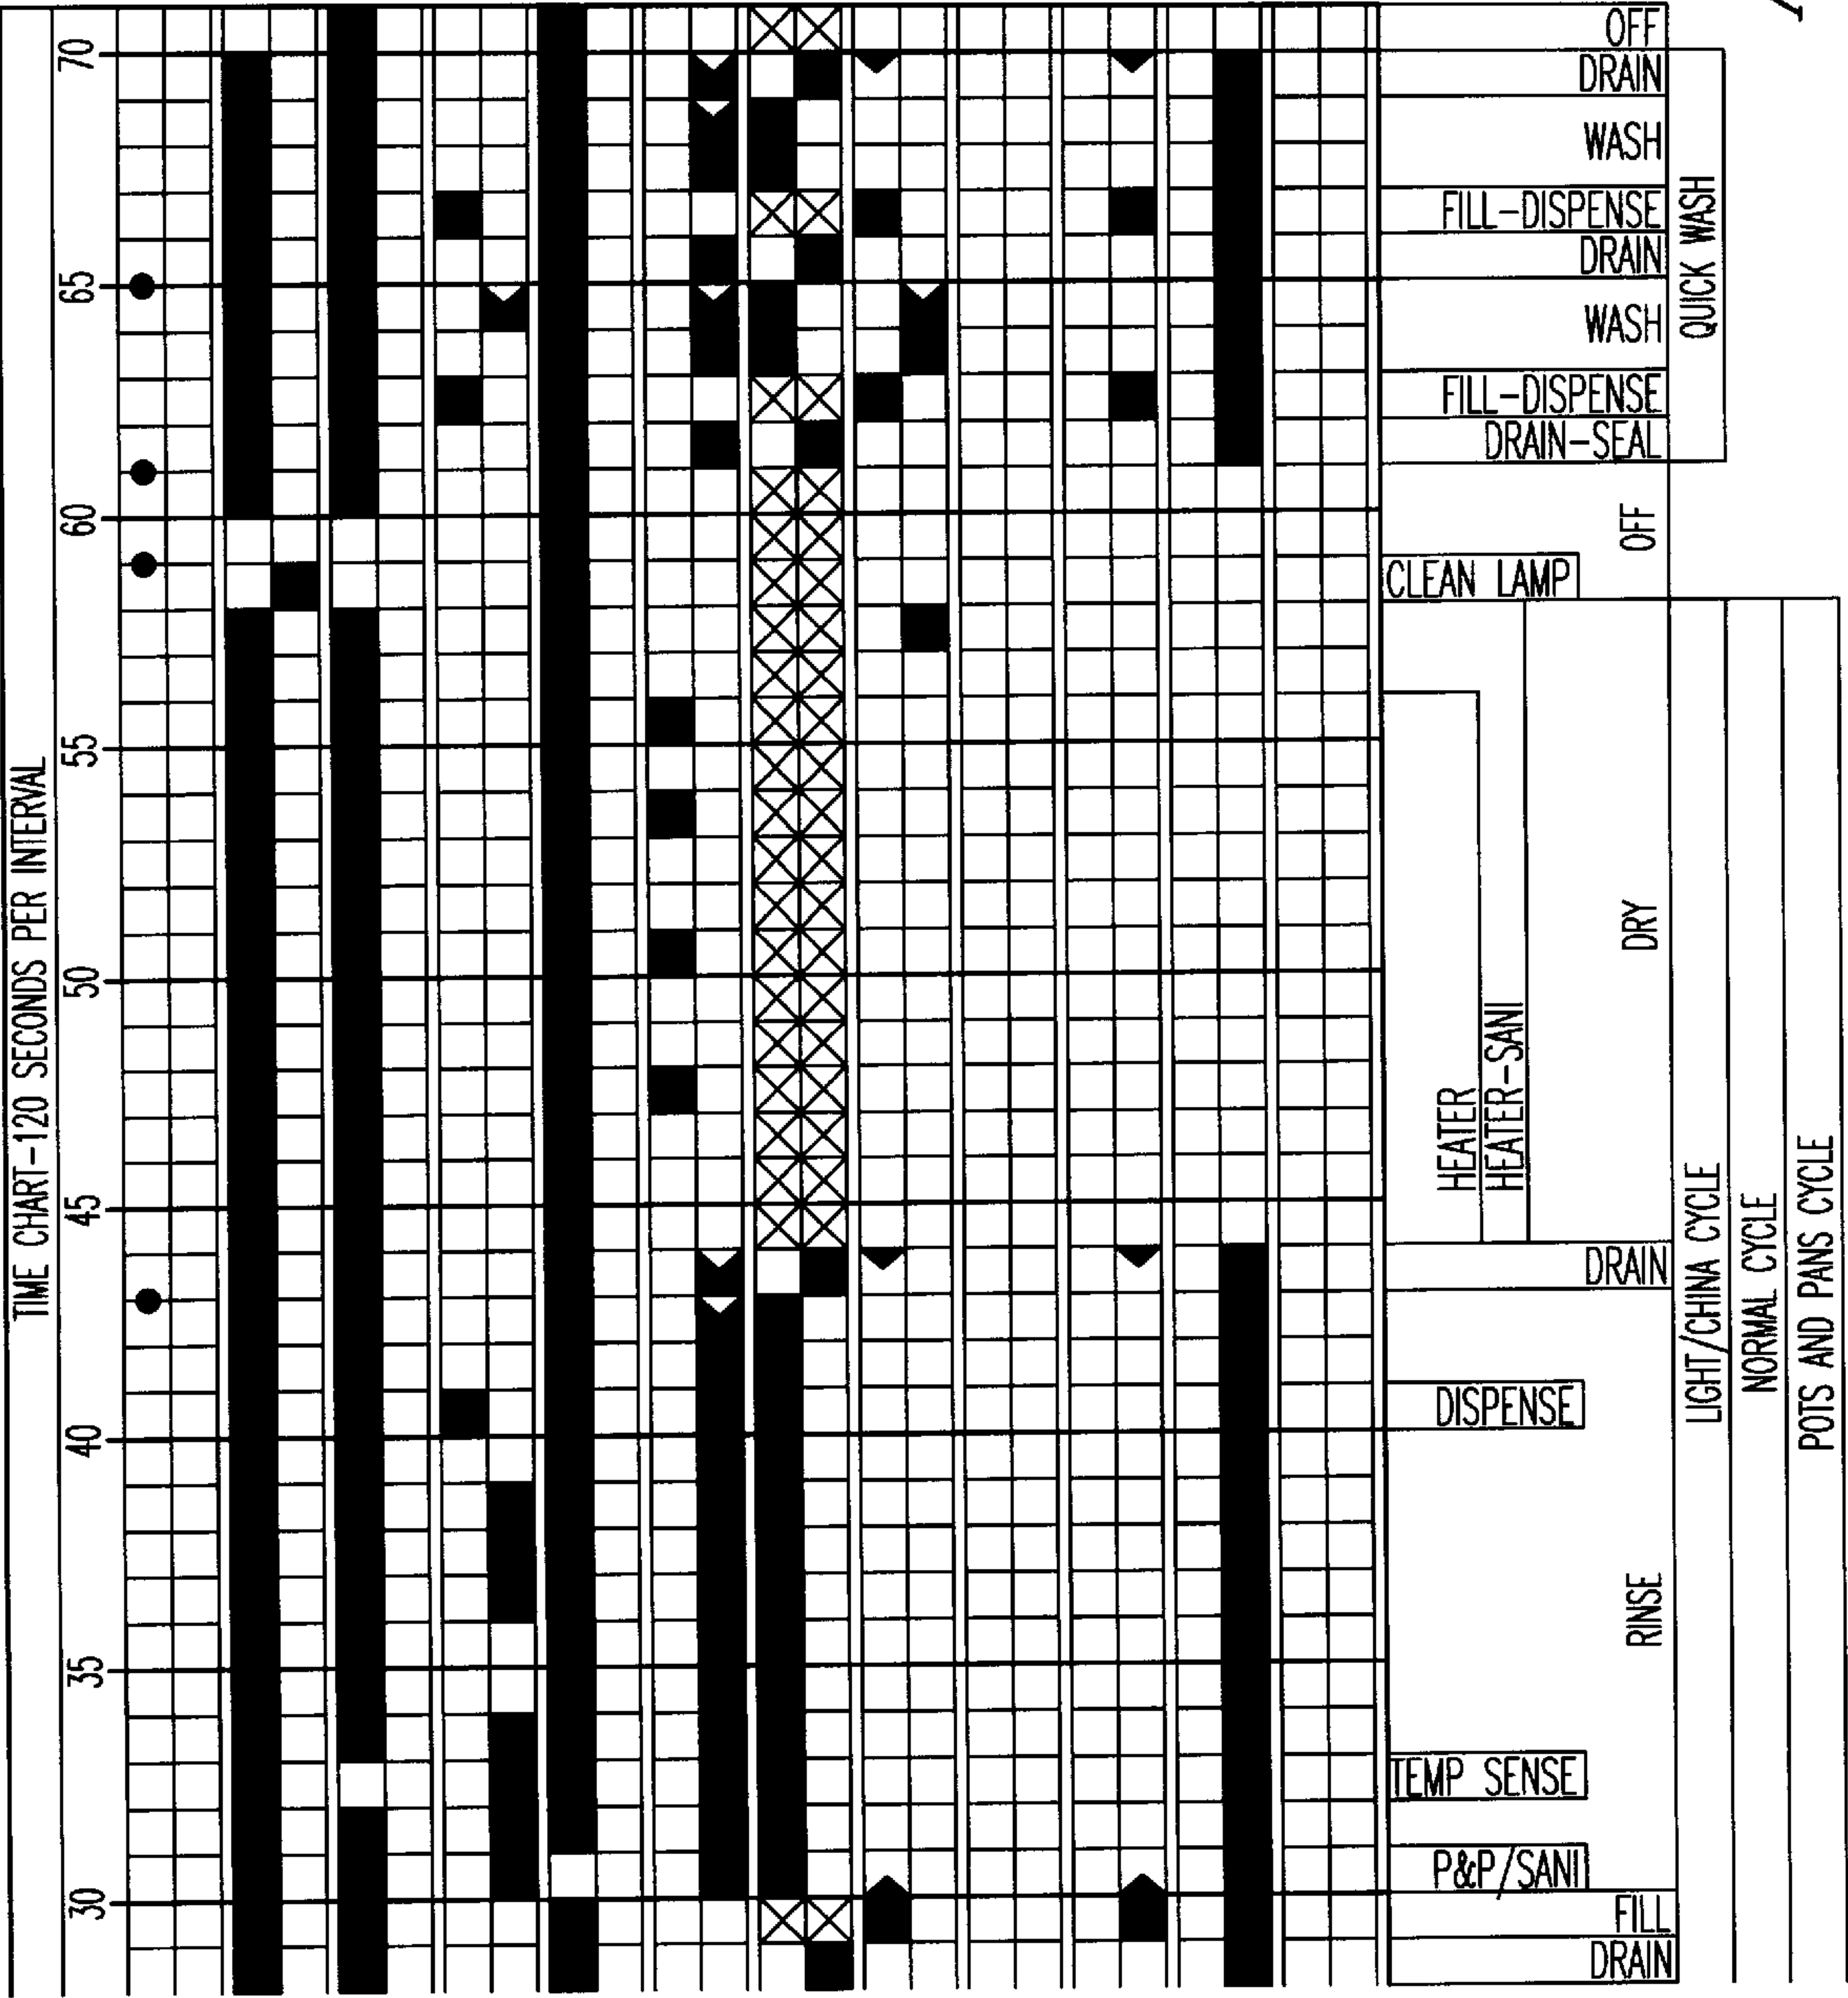 TIME CHART-120 SECONDS PER INTERVAL
70
65
60
55
50
45
40
35
30
OFF
DRAIN
WASH
FILL-DISPENSE
DRAIN
WASH
FILL-DISPENSE
DRAIN-SEAL
QUICK WASH
OFF
CLEAN LAMP
DRY
HEATER
HEATER-SANI
DRAIN
DISPENSE
RINSE
TEMP SENSE
P&P/SANI
FILL
DRAIN
LIGHT/CHINA CYCLE
NORMAL CYCLE
POTS AND PANS CYCLE